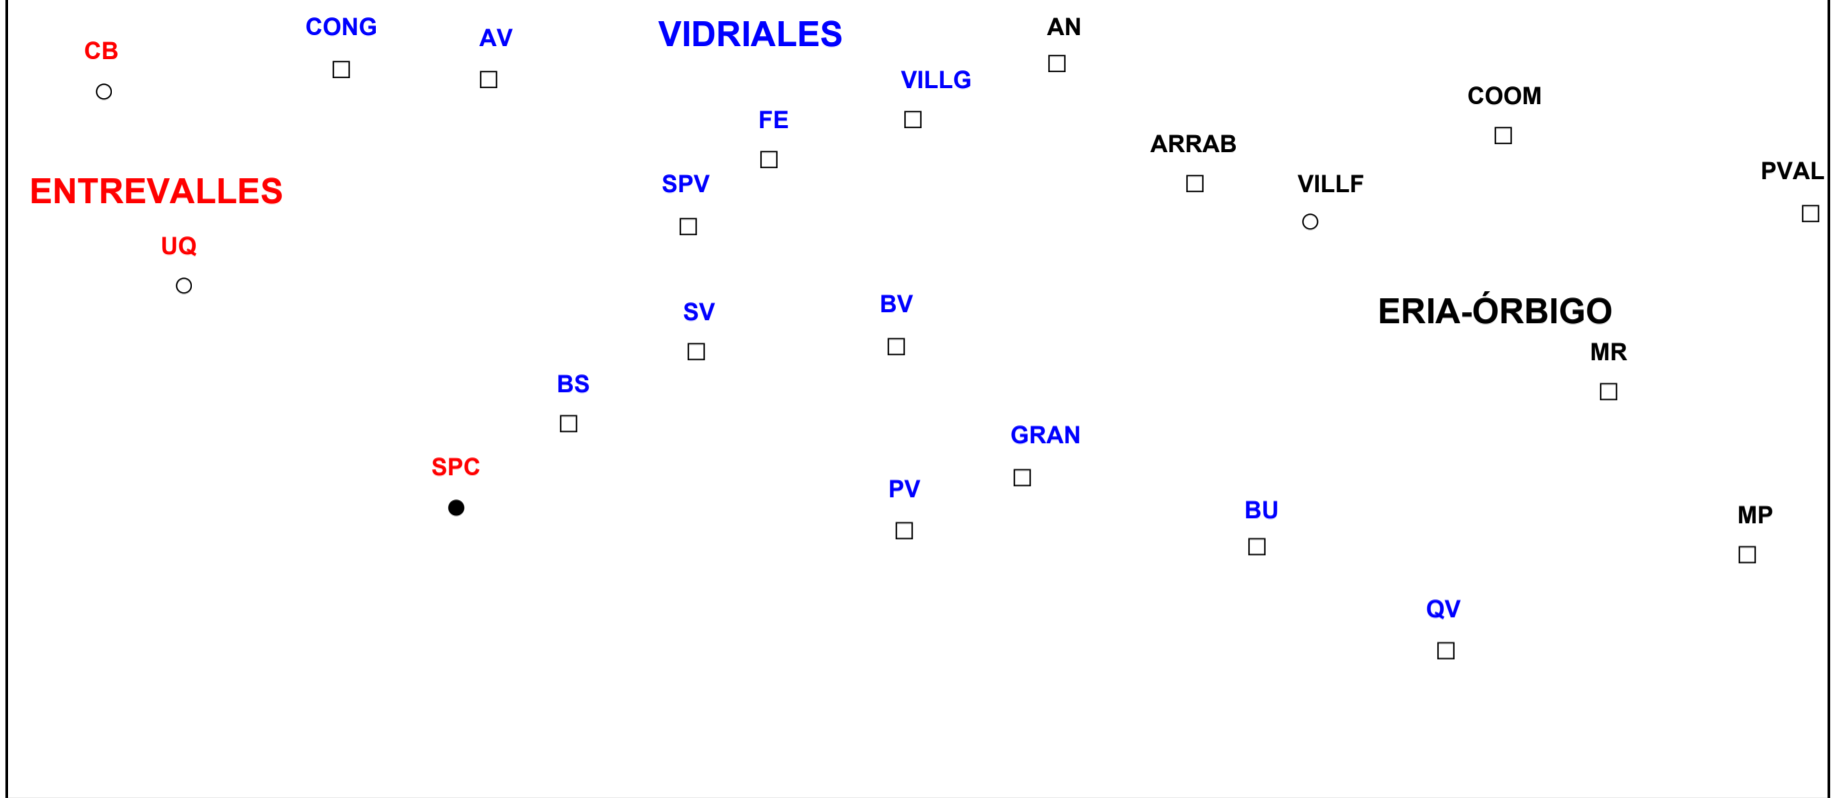 CONG
AV
VIDRIALES
AN
CB
VILLG
COOM
FE
ARRAB
PVAL
ENTREVALLES
SPV
VILLF
UQ
SV
BV
ERIA-ÓRBIGO
MR
BS
GRAN
SPC
PV
BU
MP
QV